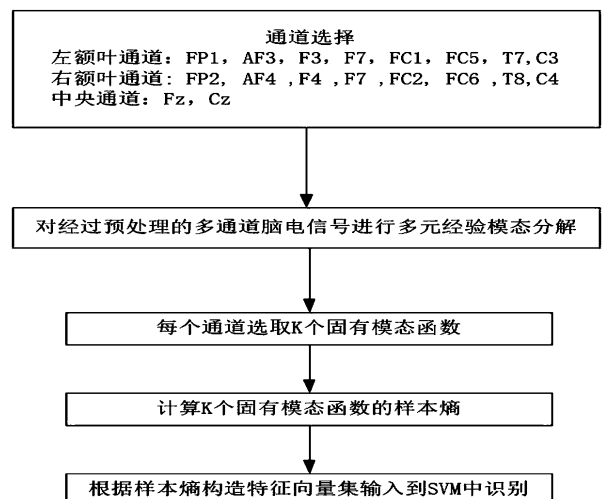 通道选择
左额叶通道：FP1，AF3，F3，F7，FC1，FC5，T7,C3
右额叶通道：FP2, AF4 ,F4 ,F7 ,FC2, FC6 ,T8,C4
中央通道：Fz，Cz
对经过预处理的多通道脑电信号进行多元经验模态分解
每个通道选取K个固有模态函数
计算K个固有模态函数的样本熵
根据样本熵构造特征向量集输入到SVM中识别